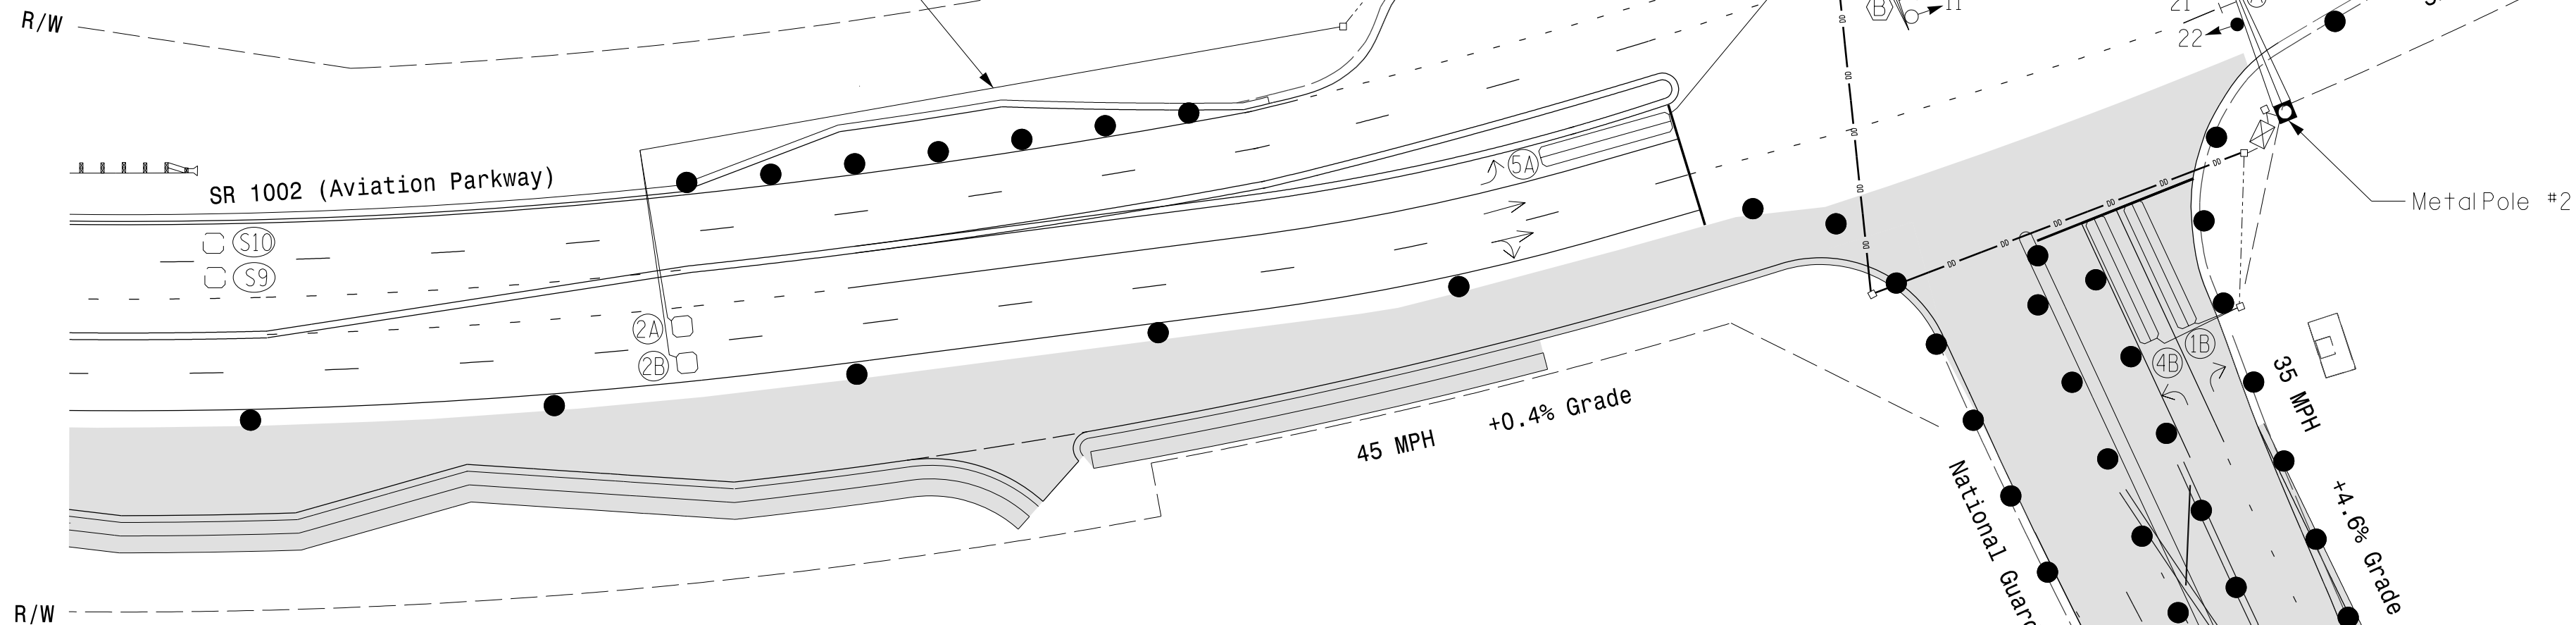 R/W
B
11
21
22
SR 1002 (Aviation Parkway)
5A
Metal Pole #2
S10
S9
2A
2B
1B
4B
35 MPH
+0.4% Grade
45 MPH
+4.6% Grade
National Guard
R/W